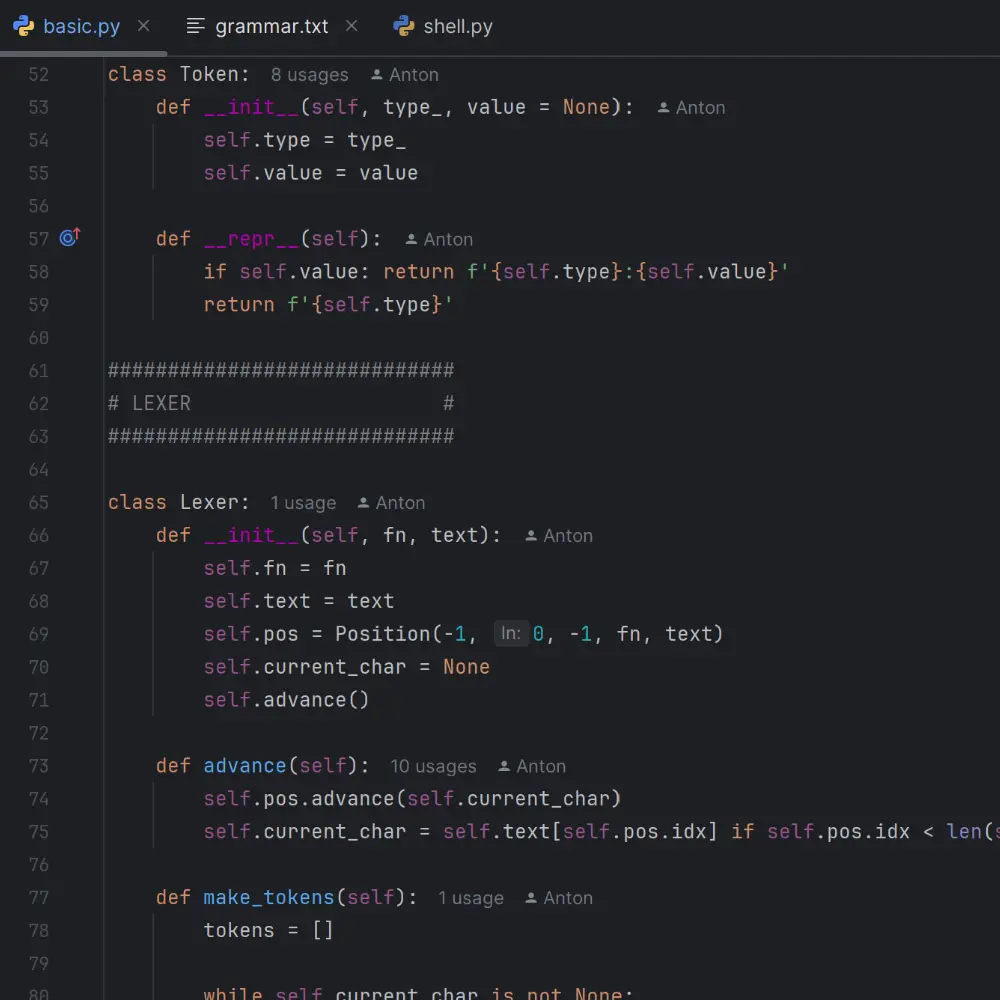 basic.py grammar.txt shell.py
52 class Token: 8 usages Anton
53 def __init__(self, type_, value = None): Anton
54 self.type = type_
55 self.value = value
56
57 def __repr__(self): Anton
58 if self.value: return f'{self.type}:{self.value}'
59 return f'{self.type}'
60
61 #############################
62 # LEXER #
63 #############################
64
65 class Lexer: 1 usage Anton
66 def __init__(self, fn, text): Anton
67 self.fn = fn
68 self.text = text
69 self.pos = Position(-1, ln: 0, -1, fn, text)
70 self.current_char = None
71 self.advance()
72
73 def advance(self): 10 usages Anton
74 self.pos.advance(self.current_char)
75 self.current_char = self.text[self.pos.idx] if self.pos.idx < len(s
76
77 def make_tokens(self): 1 usage Anton
78 tokens = []
79
80 while self.current_char is not None: